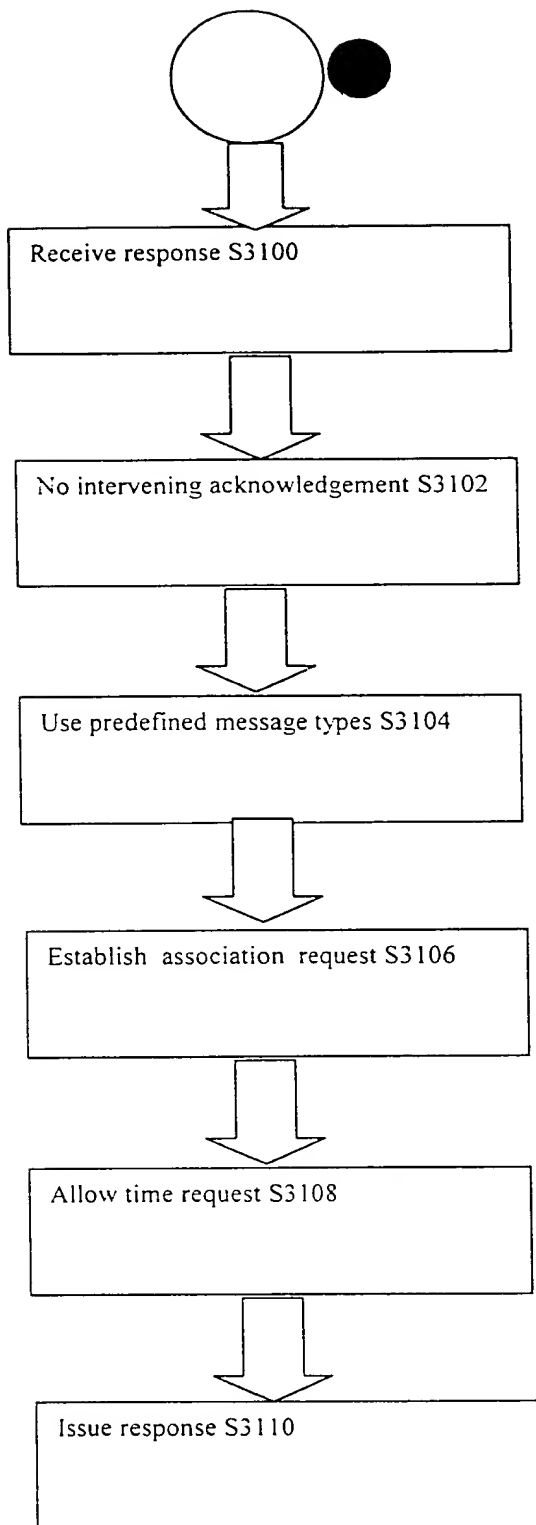 Receive response S3100
No intervening acknowledgement S3102
Use predefined message types S3104
Establish association request S3106
Allow time request S3108
Issue response S3110